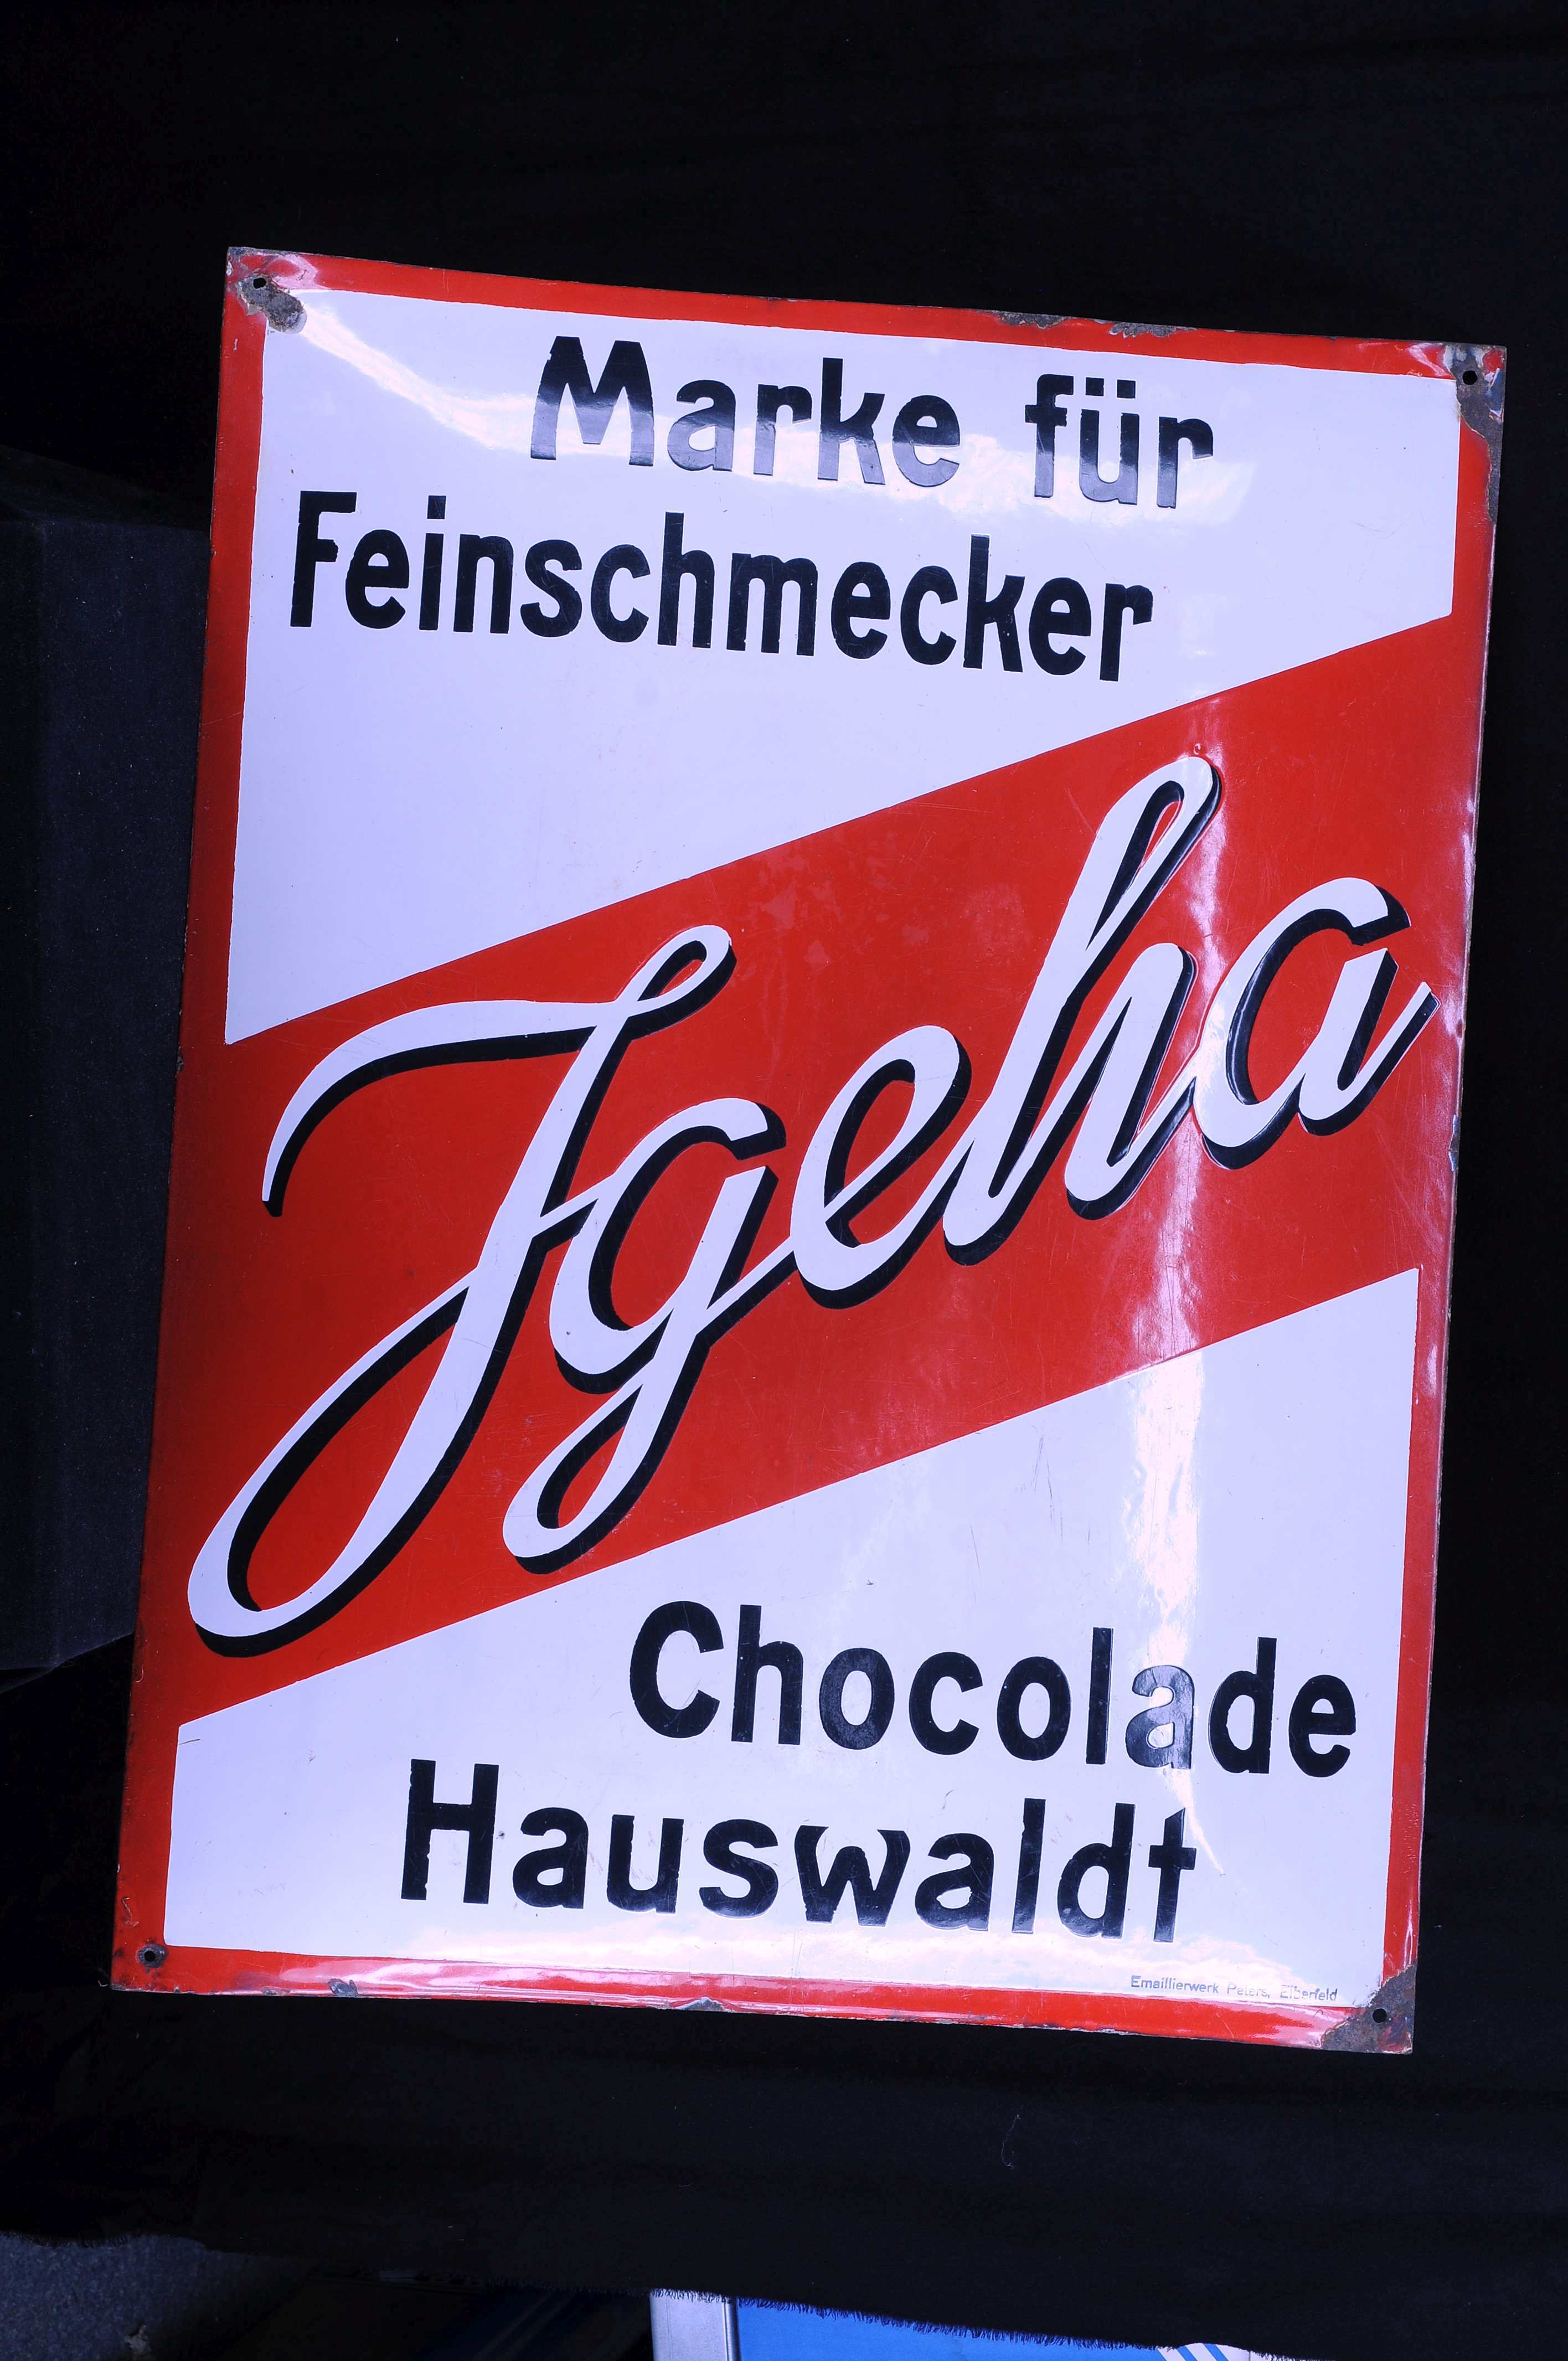 Marke für
Feinschmecker
Igeha
Chocolade
Hauswaldt
Emaillierwerk Peters, Elberfeld